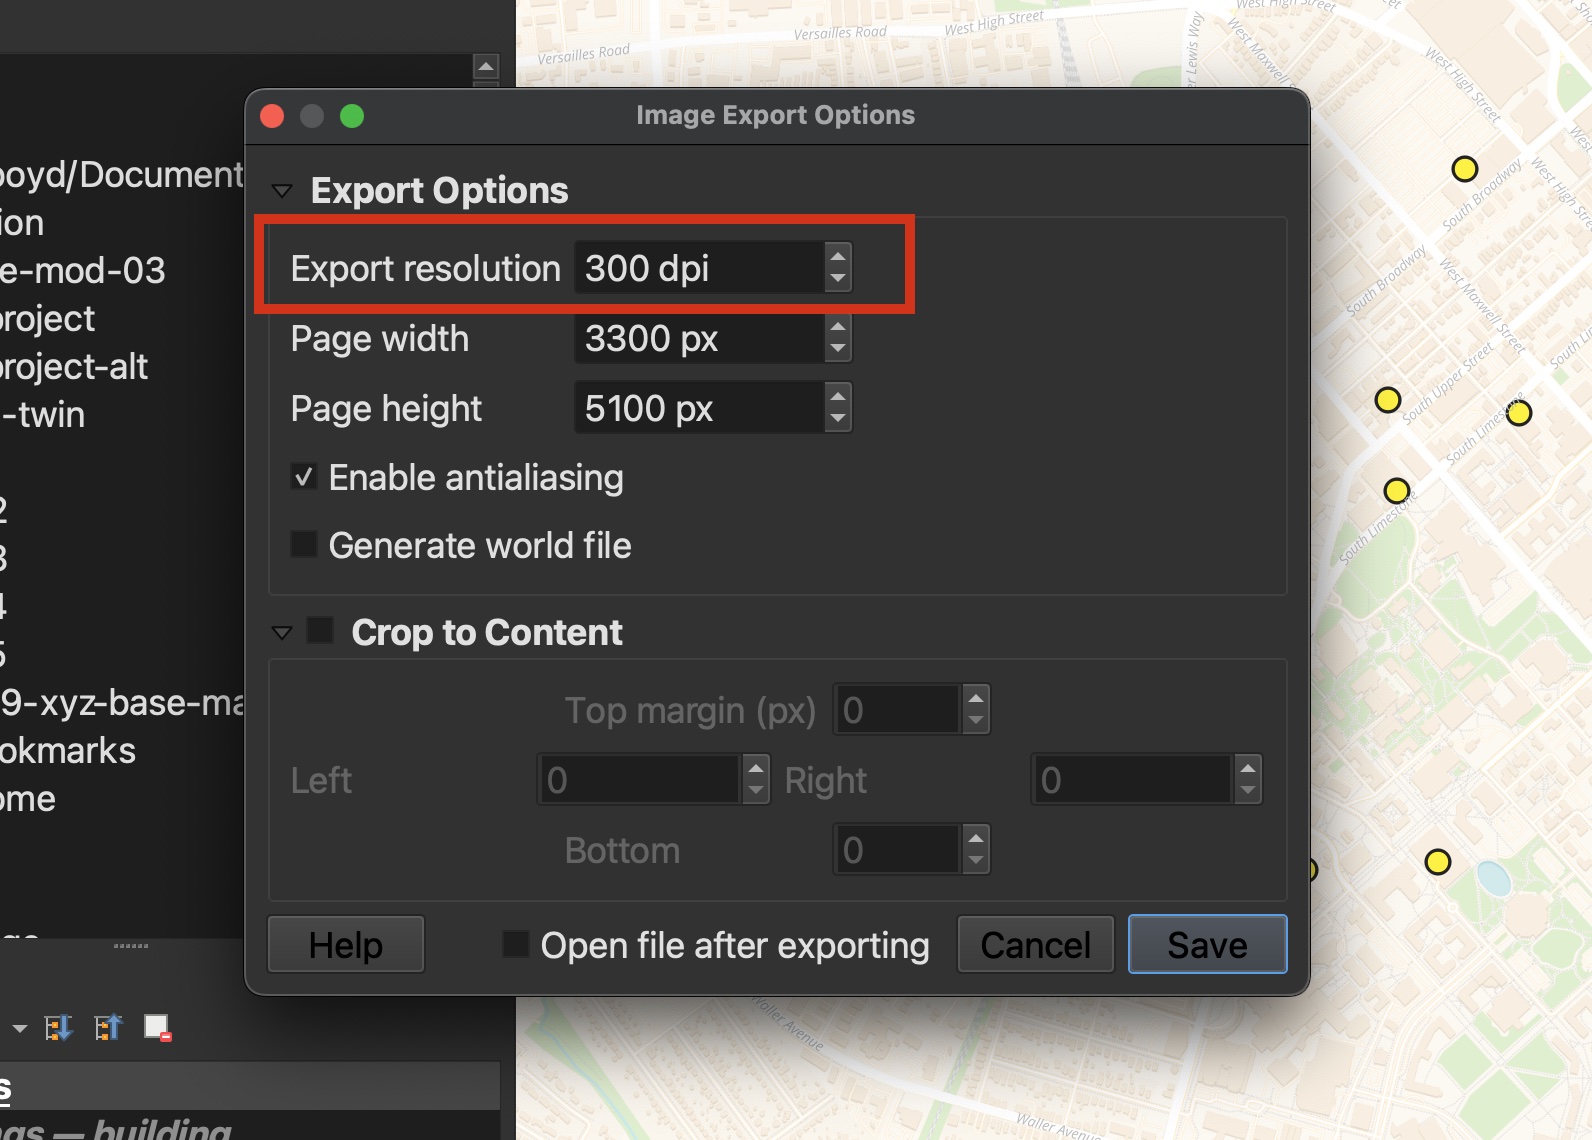 Versailles Road
Versailles Road
West High Street
West High Street
West Maxwell
West High Street
West High Street
Image Export Options
Export Options
Export resolution
300 dpi
Page width
3300 px
Page height
5100 px
Enable antialiasing
Generate world file
Crop to Content
Top margin (px)
0
Left
0
Right
0
Bottom
0
Help
Open file after exporting
Cancel
Save
boyd/Document
ion
e-mod-03
project
project-alt
-twin
2
3
4
5
9-xyz-base-ma
okmarks
ome
s
ngs — building
South Broadway
South Broadway
West Maxwell Street
South Upper Street
South Limestone
South Limestone
Waller Avenue
Waller Avenue